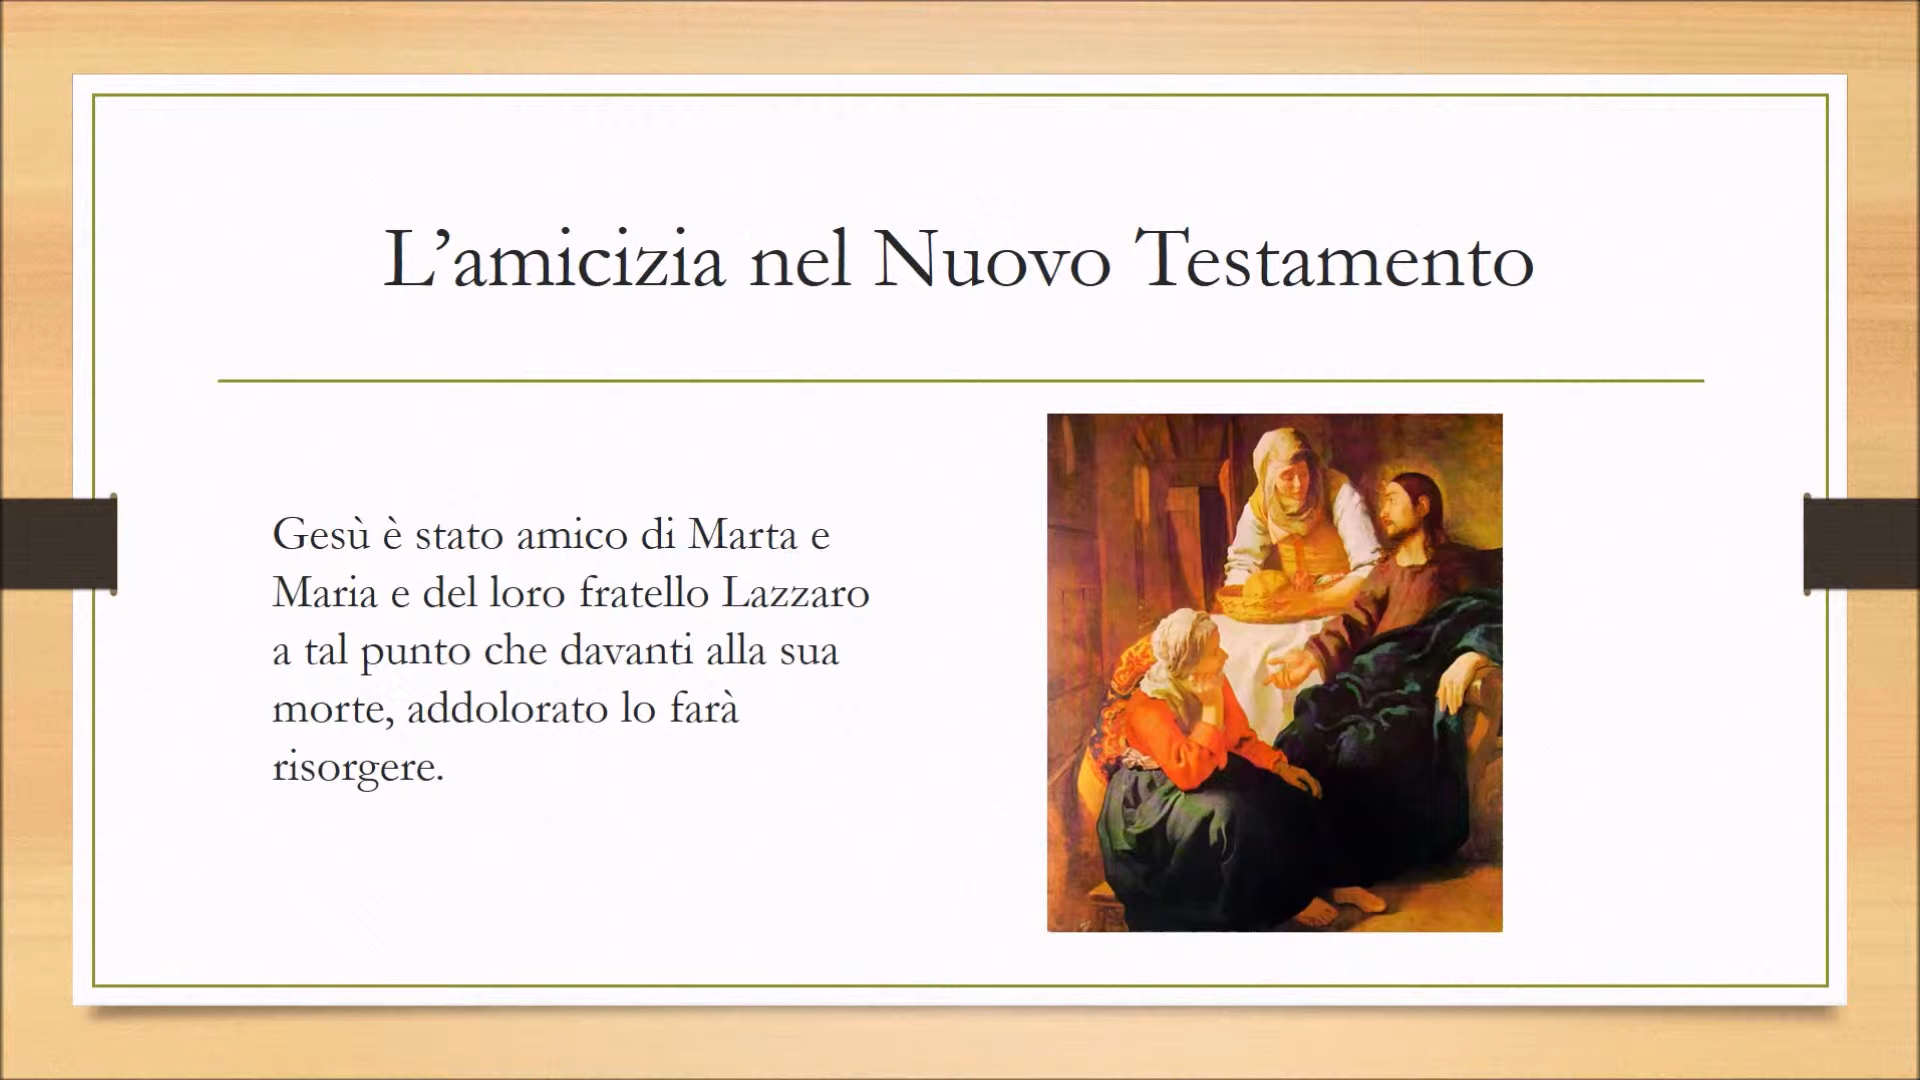 L’amicizia nel Nuovo Testamento
Gesù è stato amico di Marta e
Maria e del loro fratello Lazzaro
a tal punto che davanti alla sua
morte, addolorato lo farà
risorgere.